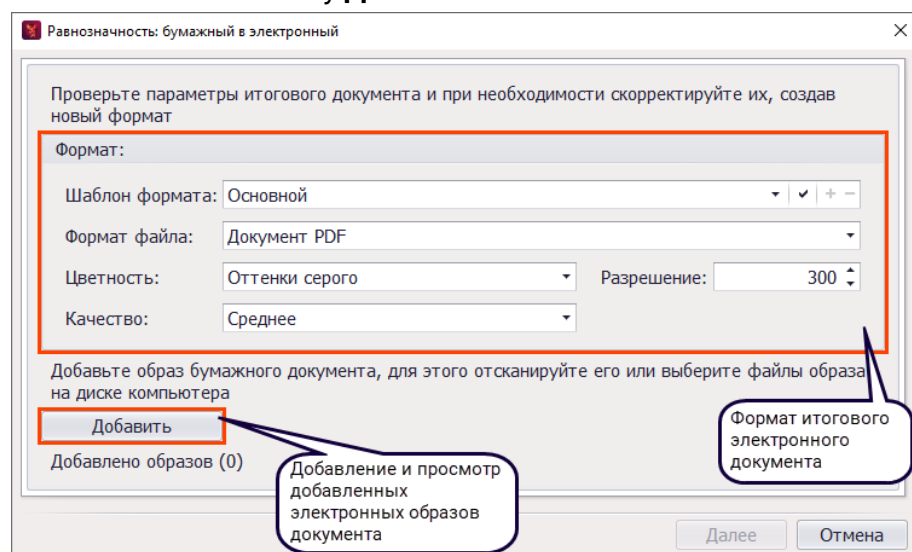 Равнозначность: бумажный в электронный
Проверьте параметры итогового документа и при необходимости скорректируйте их, создав
новый формат
Формат:
Шаблон формата: Основной
Формат файла: Документ PDF
Цветность: Оттенки серого Разрешение: 300
Качество: Среднее
Добавьте образ бумажного документа, для этого отсканируйте его или выберите файлы образа
на диске компьютера
Добавить
Добавлено образов (0)
Добавление и просмотр
добавленных
электронных образов
документа
Формат итогового
электронного
документа
Далее Отмена